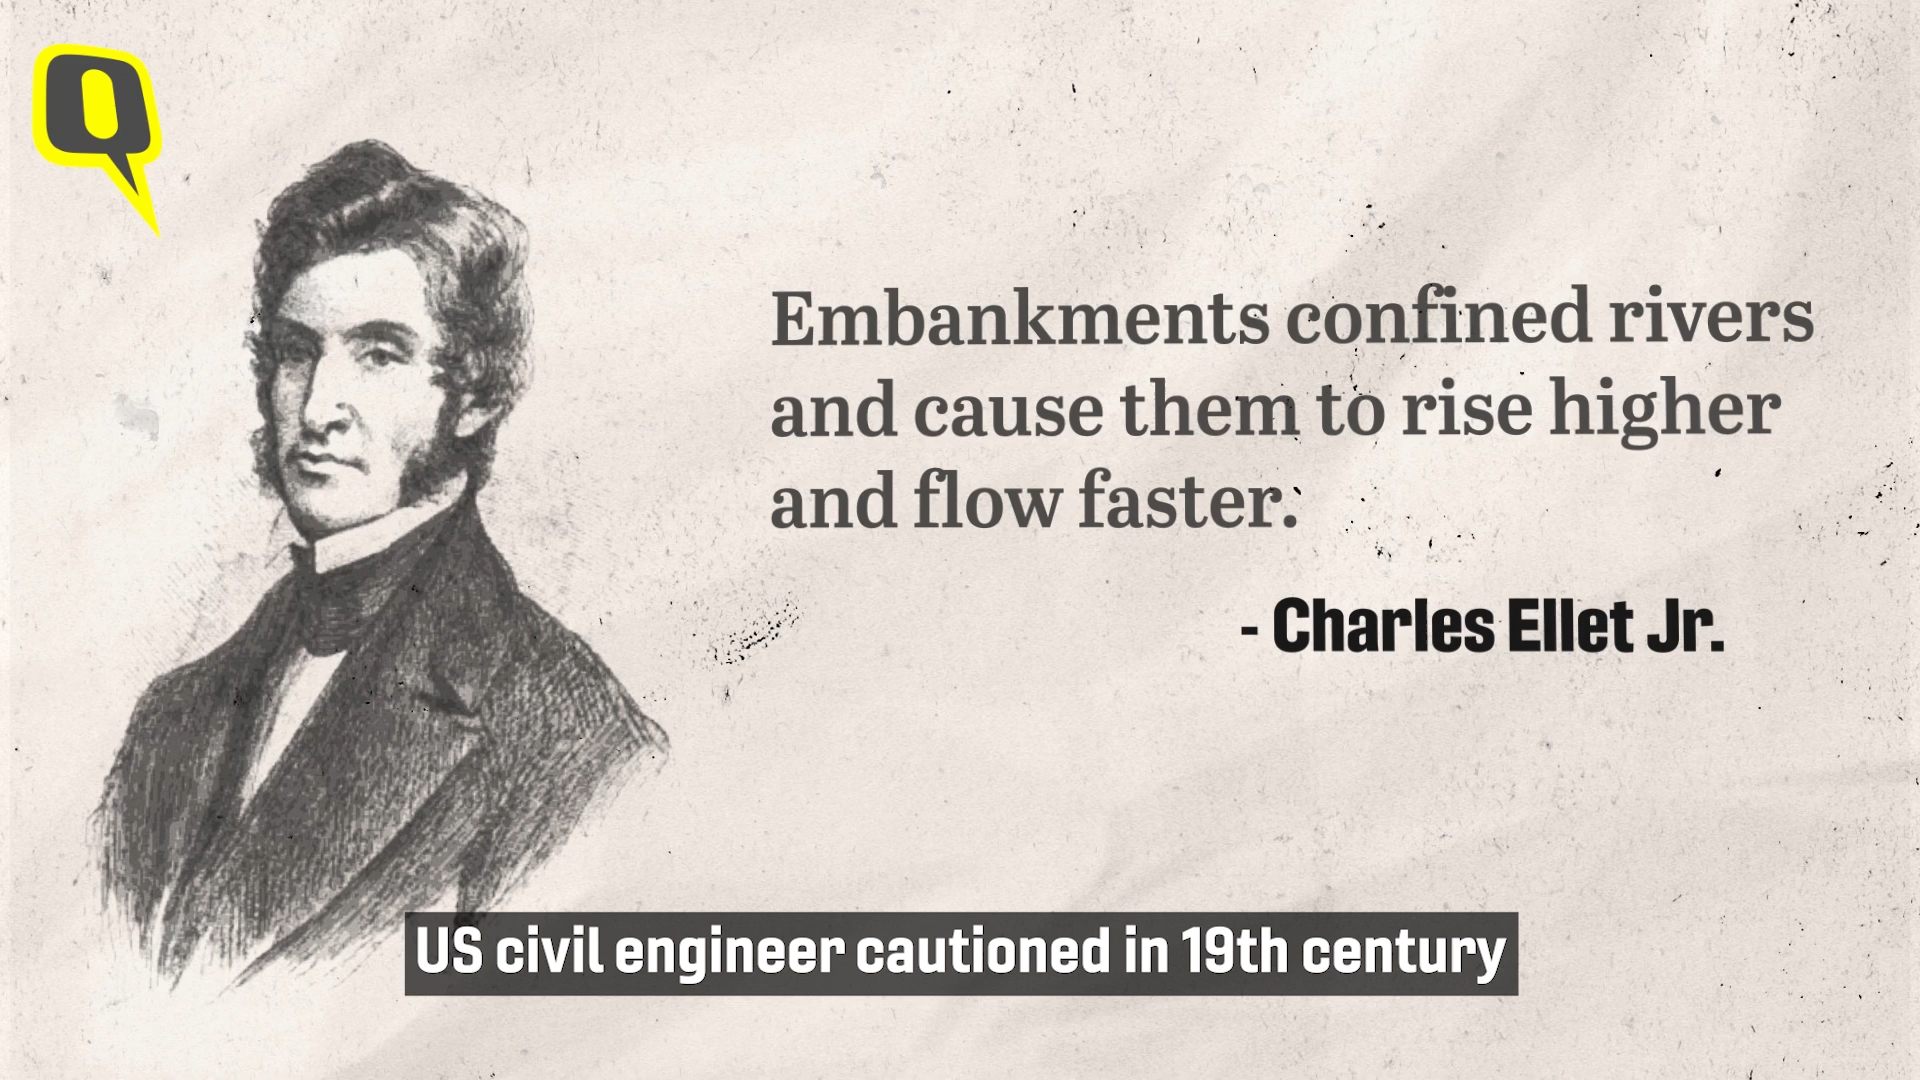 Q
Embankments confined rivers
and cause them to rise higher
and flow faster.
- Charles Ellet Jr.
US civil engineer cautioned in 19th century